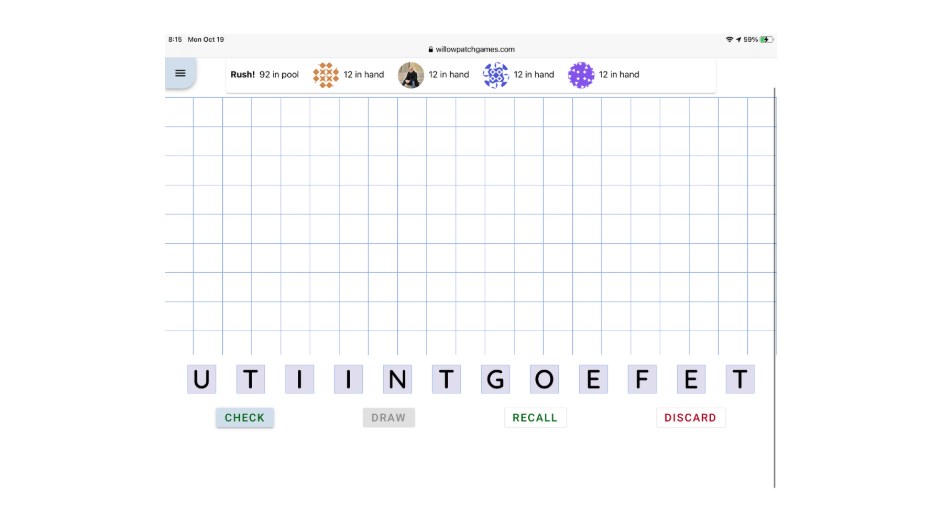 8:15 Mon Oct 19
59%
willowpatchgames.com
Rush! 92 in pool 12 in hand 12 in hand 12 in hand 12 in hand
U T I I N T G O E F E T
CHECK DRAW RECALL DISCARD